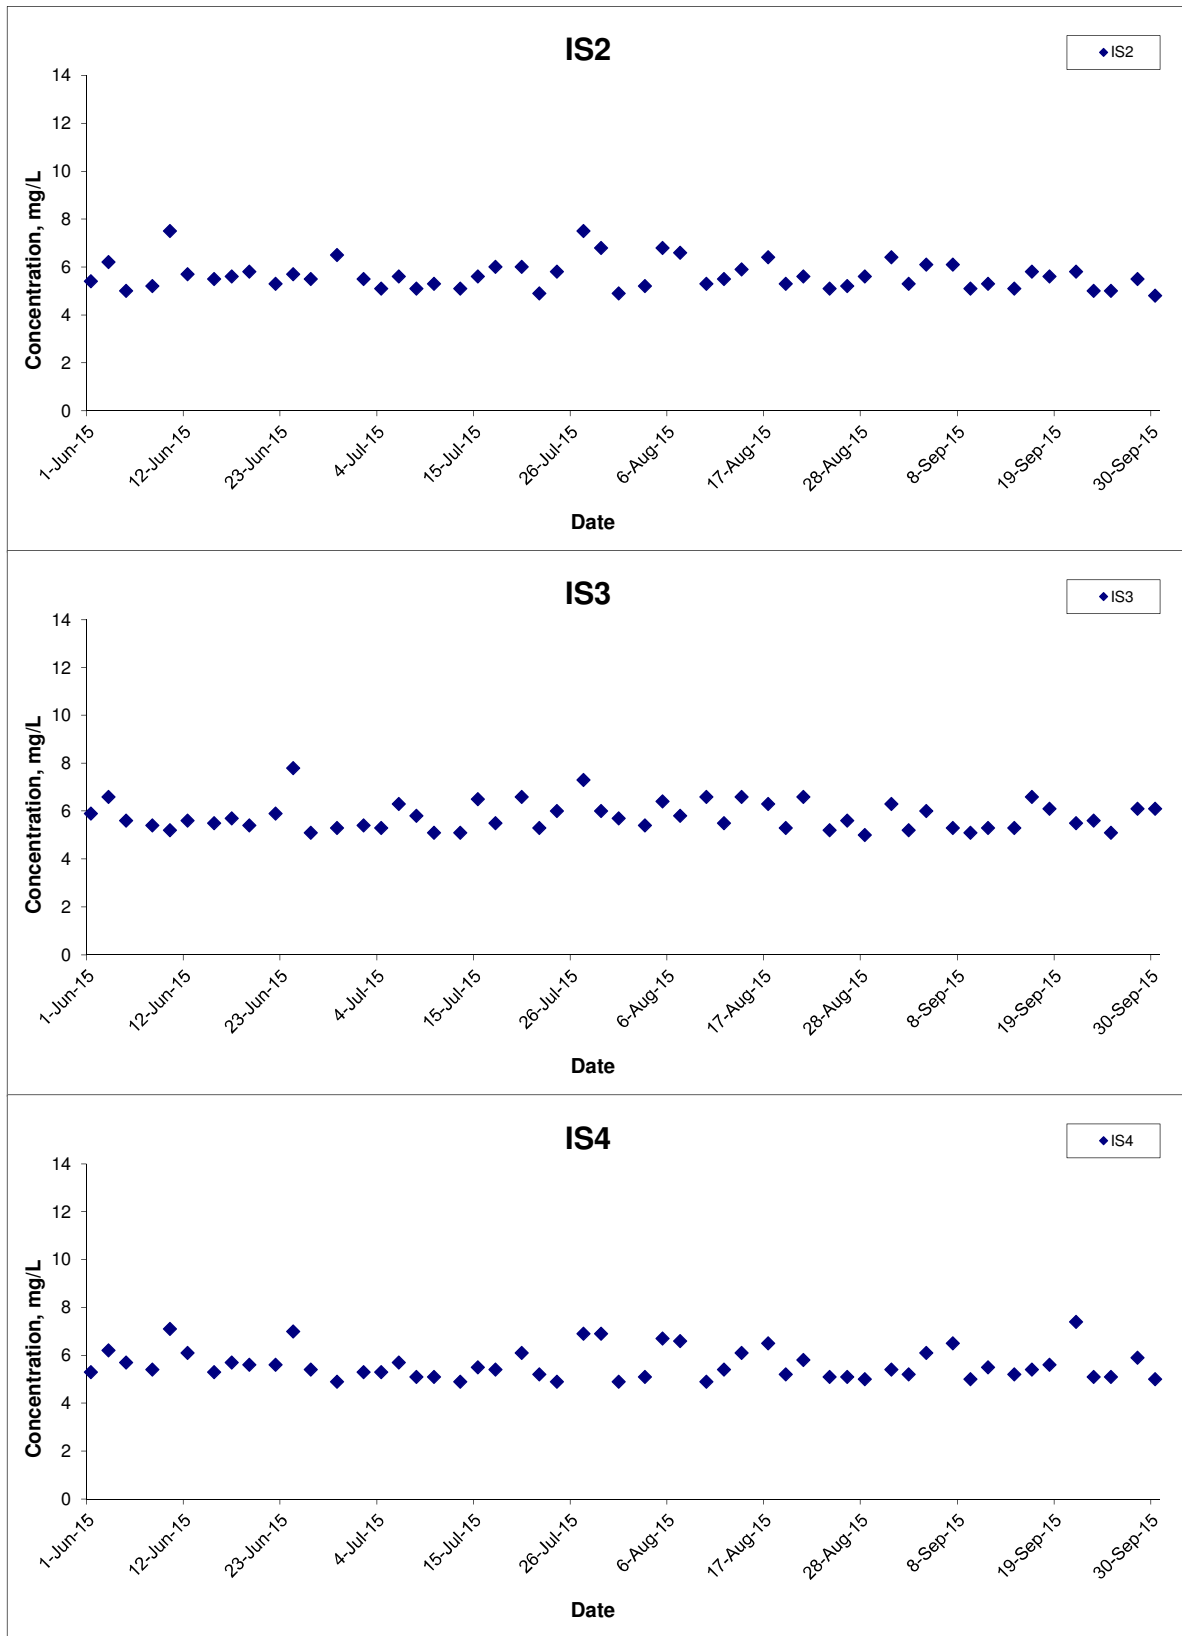 IS2
IS2
14
12
10
8
6
4
2
0
Concentration, mg/L
1-Jun-15
12-Jun-15
23-Jun-15
4-Jul-15
15-Jul-15
26-Jul-15
6-Aug-15
17-Aug-15
28-Aug-15
8-Sep-15
19-Sep-15
30-Sep-15
Date
IS3
IS3
14
12
10
8
6
4
2
0
Concentration, mg/L
1-Jun-15
12-Jun-15
23-Jun-15
4-Jul-15
15-Jul-15
26-Jul-15
6-Aug-15
17-Aug-15
28-Aug-15
8-Sep-15
19-Sep-15
30-Sep-15
Date
IS4
IS4
14
12
10
8
6
4
2
0
Concentration, mg/L
1-Jun-15
12-Jun-15
23-Jun-15
4-Jul-15
15-Jul-15
26-Jul-15
6-Aug-15
17-Aug-15
28-Aug-15
8-Sep-15
19-Sep-15
30-Sep-15
Date